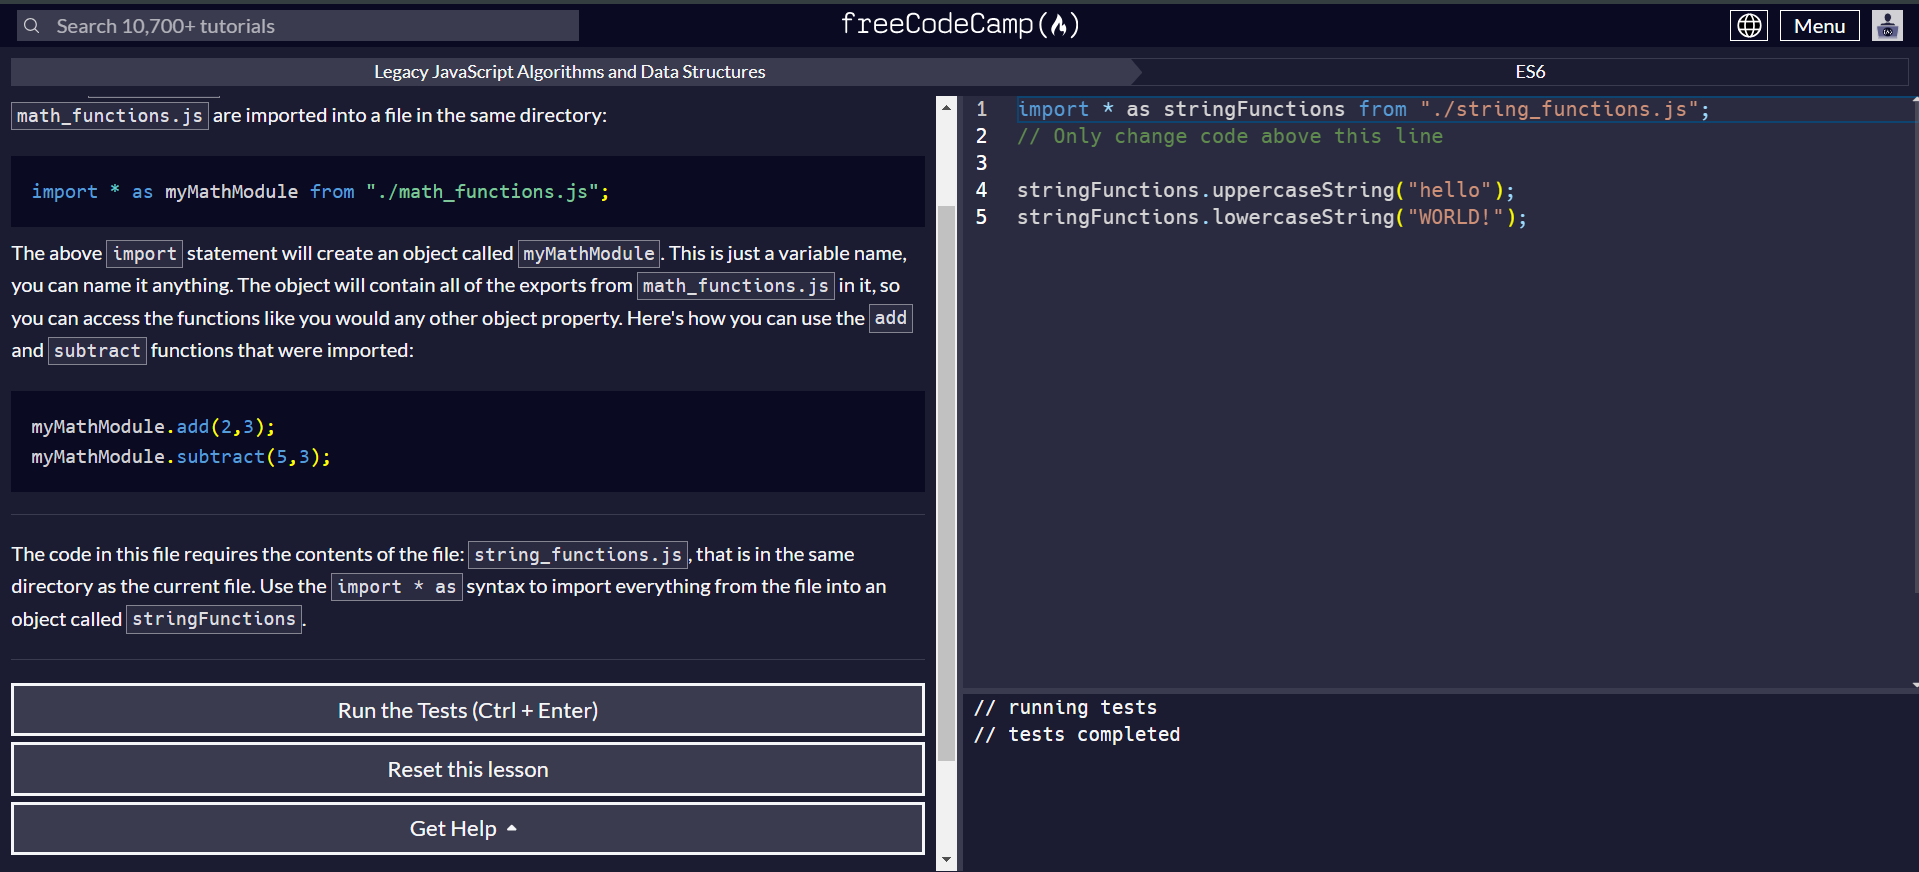 Search 10,700+ tutorials
freeCodeCamp(🔥)
Menu
Legacy JavaScript Algorithms and Data Structures
ES6
math_functions.js are imported into a file in the same directory:
import * as myMathModule from "./math_functions.js";
The above import statement will create an object called myMathModule. This is just a variable name,
you can name it anything. The object will contain all of the exports from math_functions.js in it, so
you can access the functions like you would any other object property. Here's how you can use the add
and subtract functions that were imported:
myMathModule.add(2,3);
myMathModule.subtract(5,3);
The code in this file requires the contents of the file: string_functions.js, that is in the same
directory as the current file. Use the import * as syntax to import everything from the file into an
object called stringFunctions.
Run the Tests (Ctrl + Enter)
Reset this lesson
Get Help
1 import * as stringFunctions from "./string_functions.js";
2 // Only change code above this line
3
4 stringFunctions.uppercaseString("hello");
5 stringFunctions.lowercaseString("WORLD!");
// running tests
// tests completed